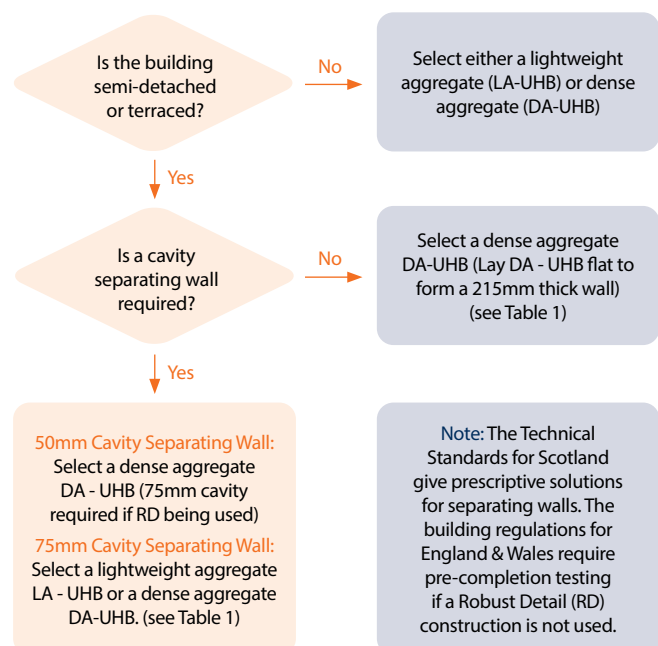 Is the building
semi-detached
or terraced?
No
Select either a lightweight
aggregate (LA-UHB) or dense
aggregate (DA-UHB)
Yes
Is a cavity
separating wall
required?
No
Select a dense aggregate
DA-UHB (Lay DA - UHB flat to
form a 215mm thick wall)
(see Table 1)
Yes
50mm Cavity Separating Wall:
Select a dense aggregate
DA - UHB (75mm cavity
required if RD being used)
75mm Cavity Separating Wall:
Select a lightweight aggregate
LA - UHB or a dense aggregate
DA-UHB. (see Table 1)
Note: The Technical
Standards for Scotland
give prescriptive solutions
for separating walls. The
building regulations for
England & Wales require
pre-completion testing
if a Robust Detail (RD)
construction is not used.